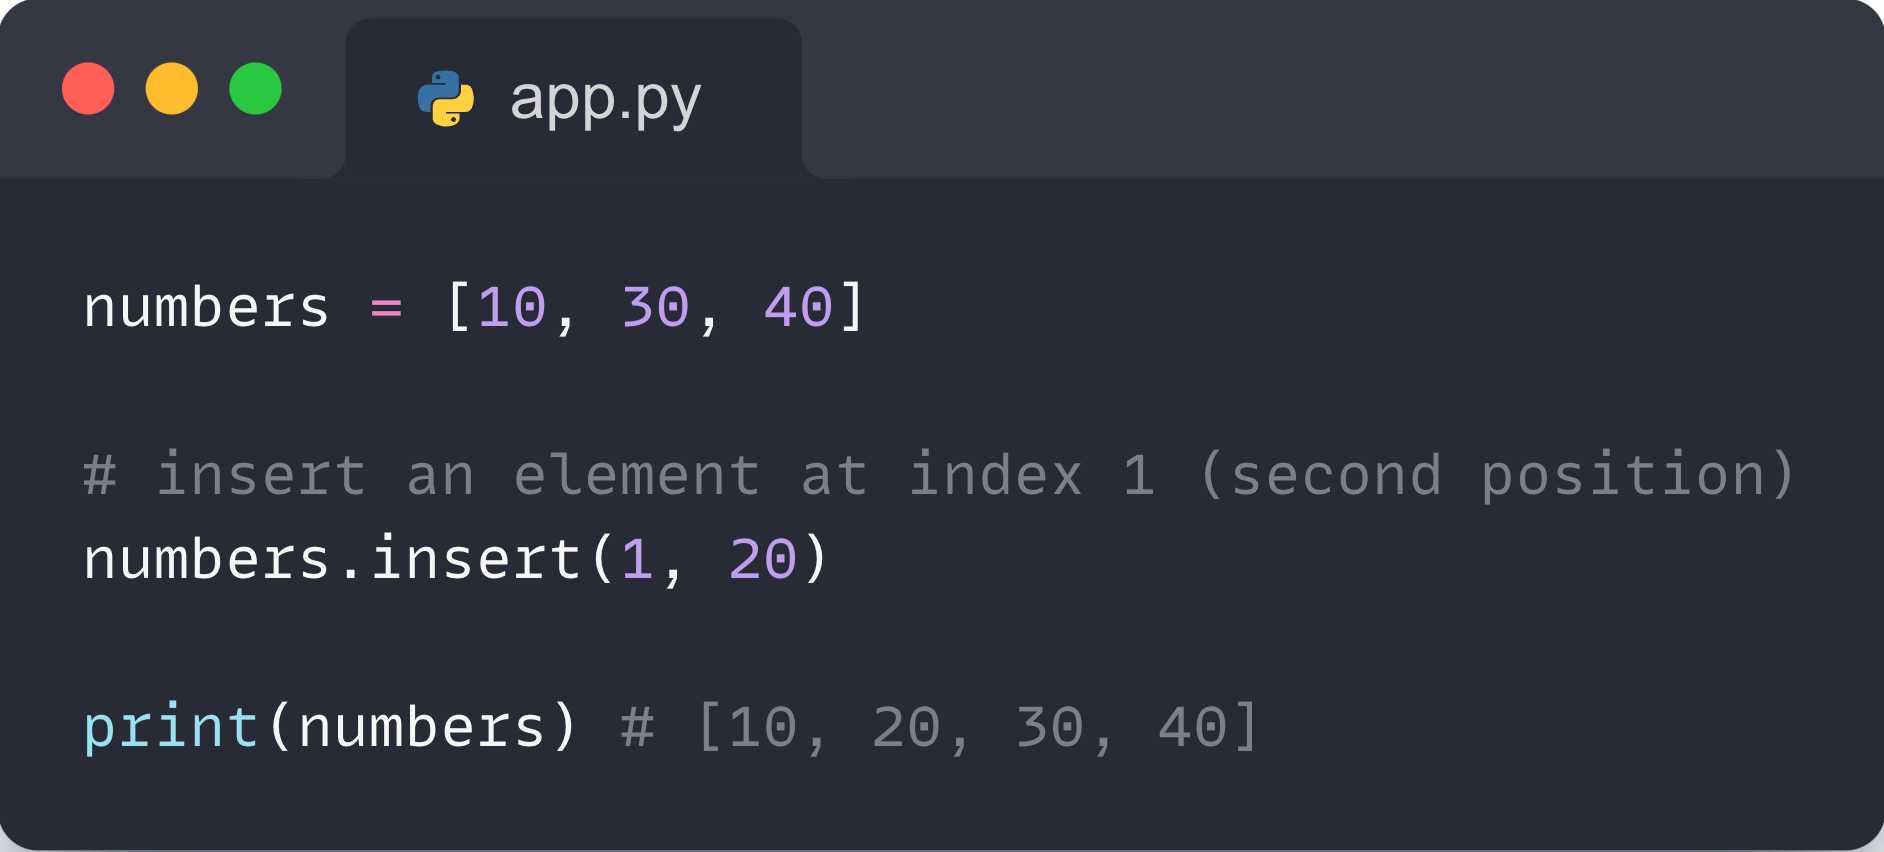 app.py
numbers = [10, 30, 40]
# insert an element at index 1 (second position)
numbers.insert(1, 20)
print(numbers) # [10, 20, 30, 40]